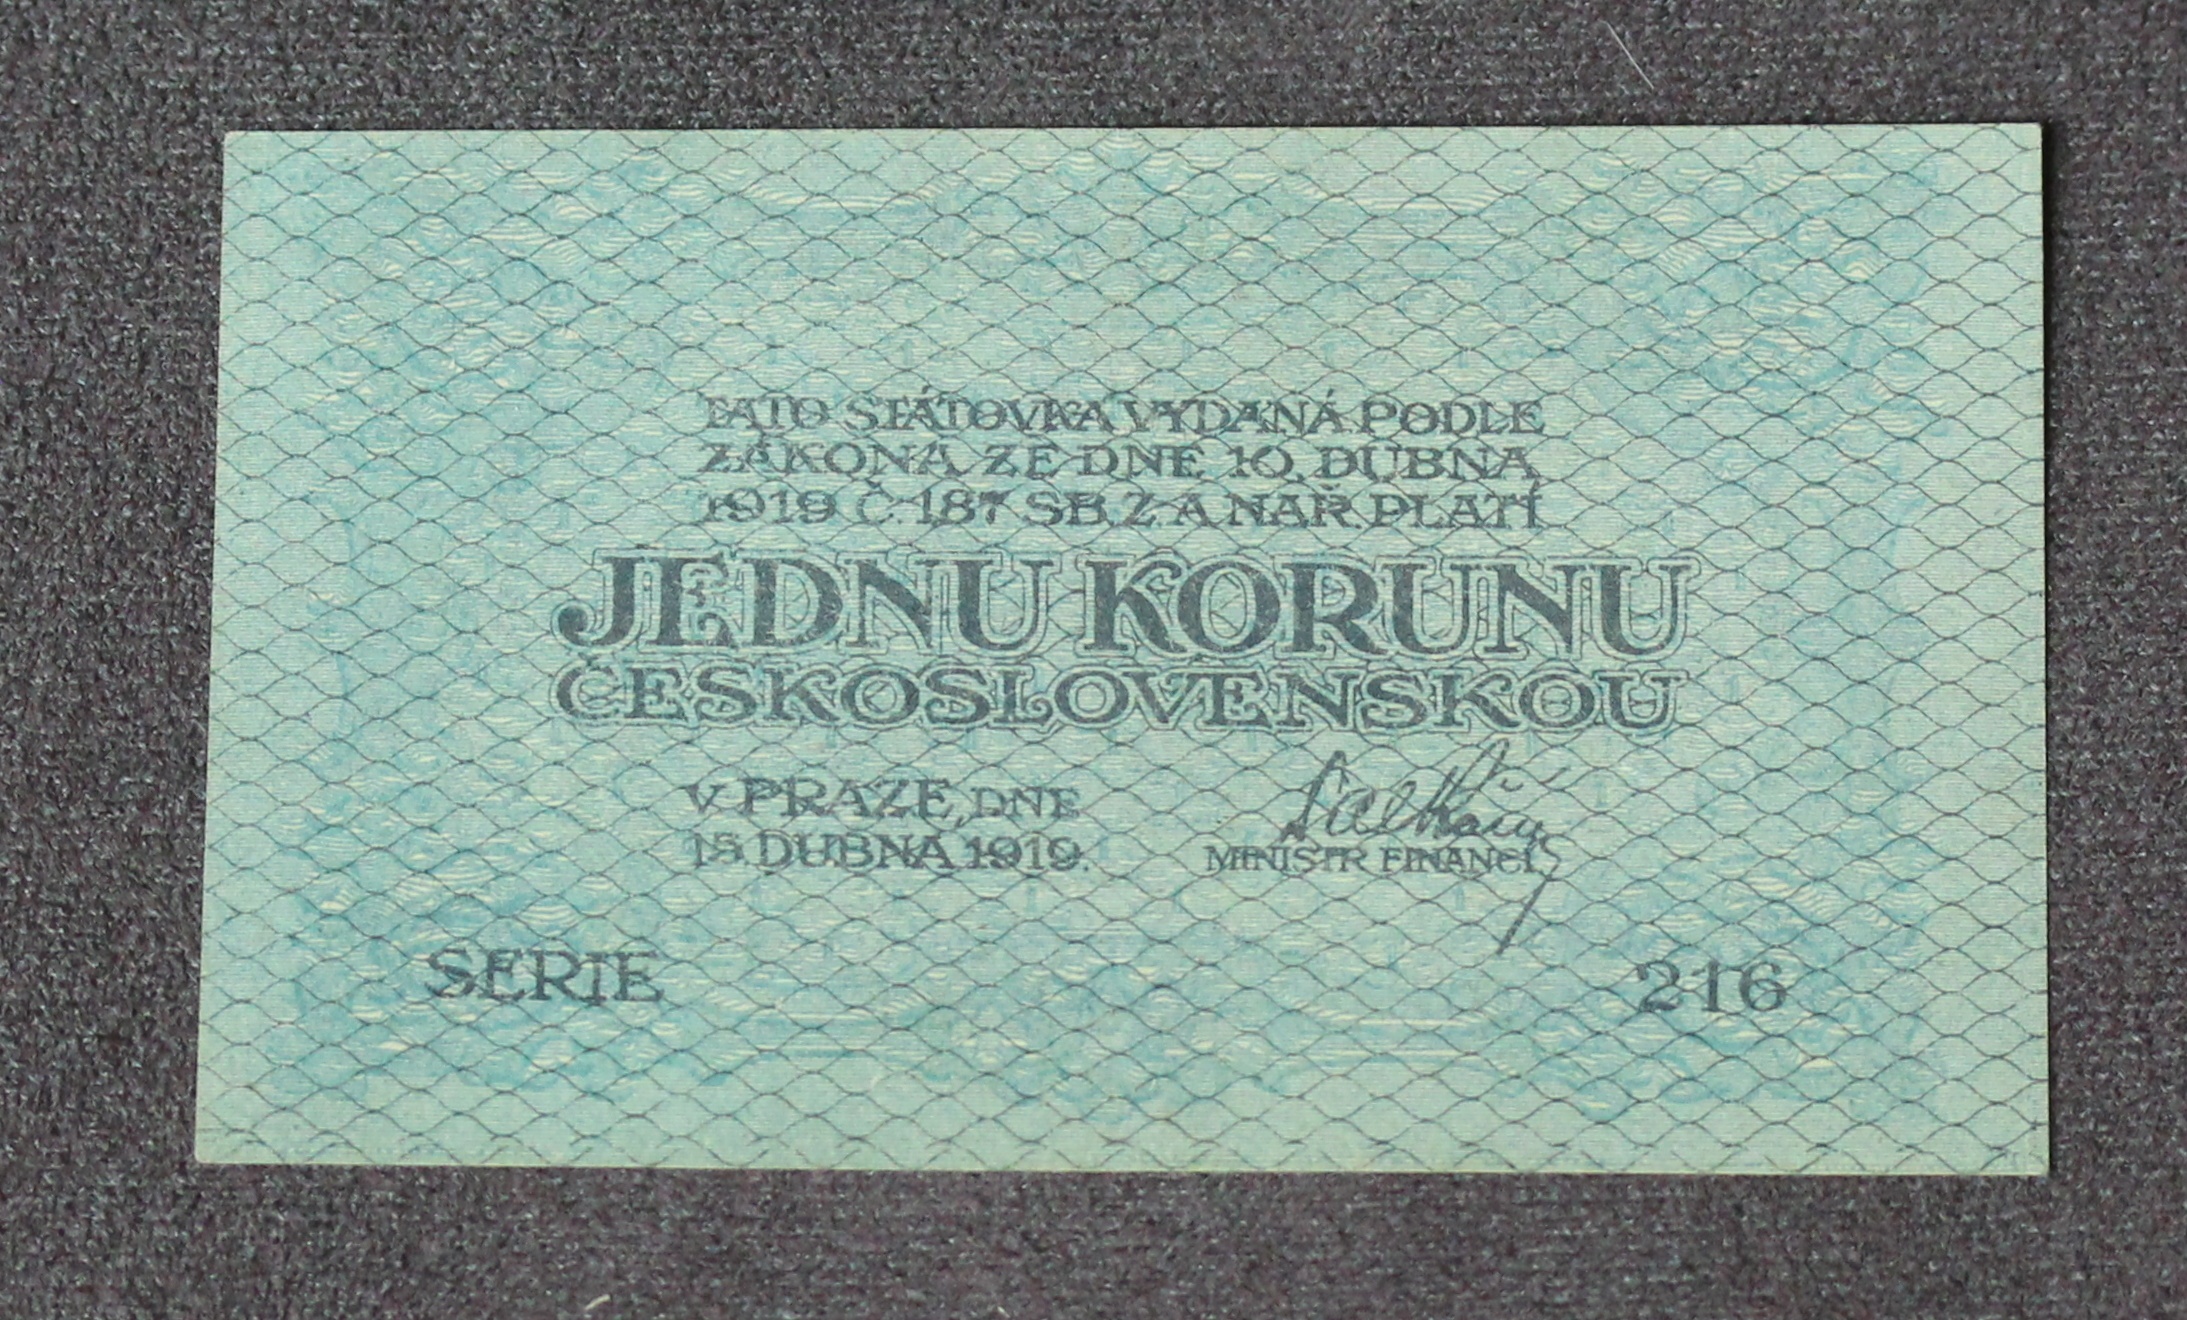 TATO STÁTOVKA VYDANÁ PODLE
ZÁKONA ZE DNE 10. DUBNA
1919 Č. 187 SB. Z. A NAŘ. PLATÍ
JEDNU KORUNU
ČESKOSLOVENSKOU
V PRAZE, DNE
15. DUBNA 1919.
MINISTR FINANCÍ
SERIE 216